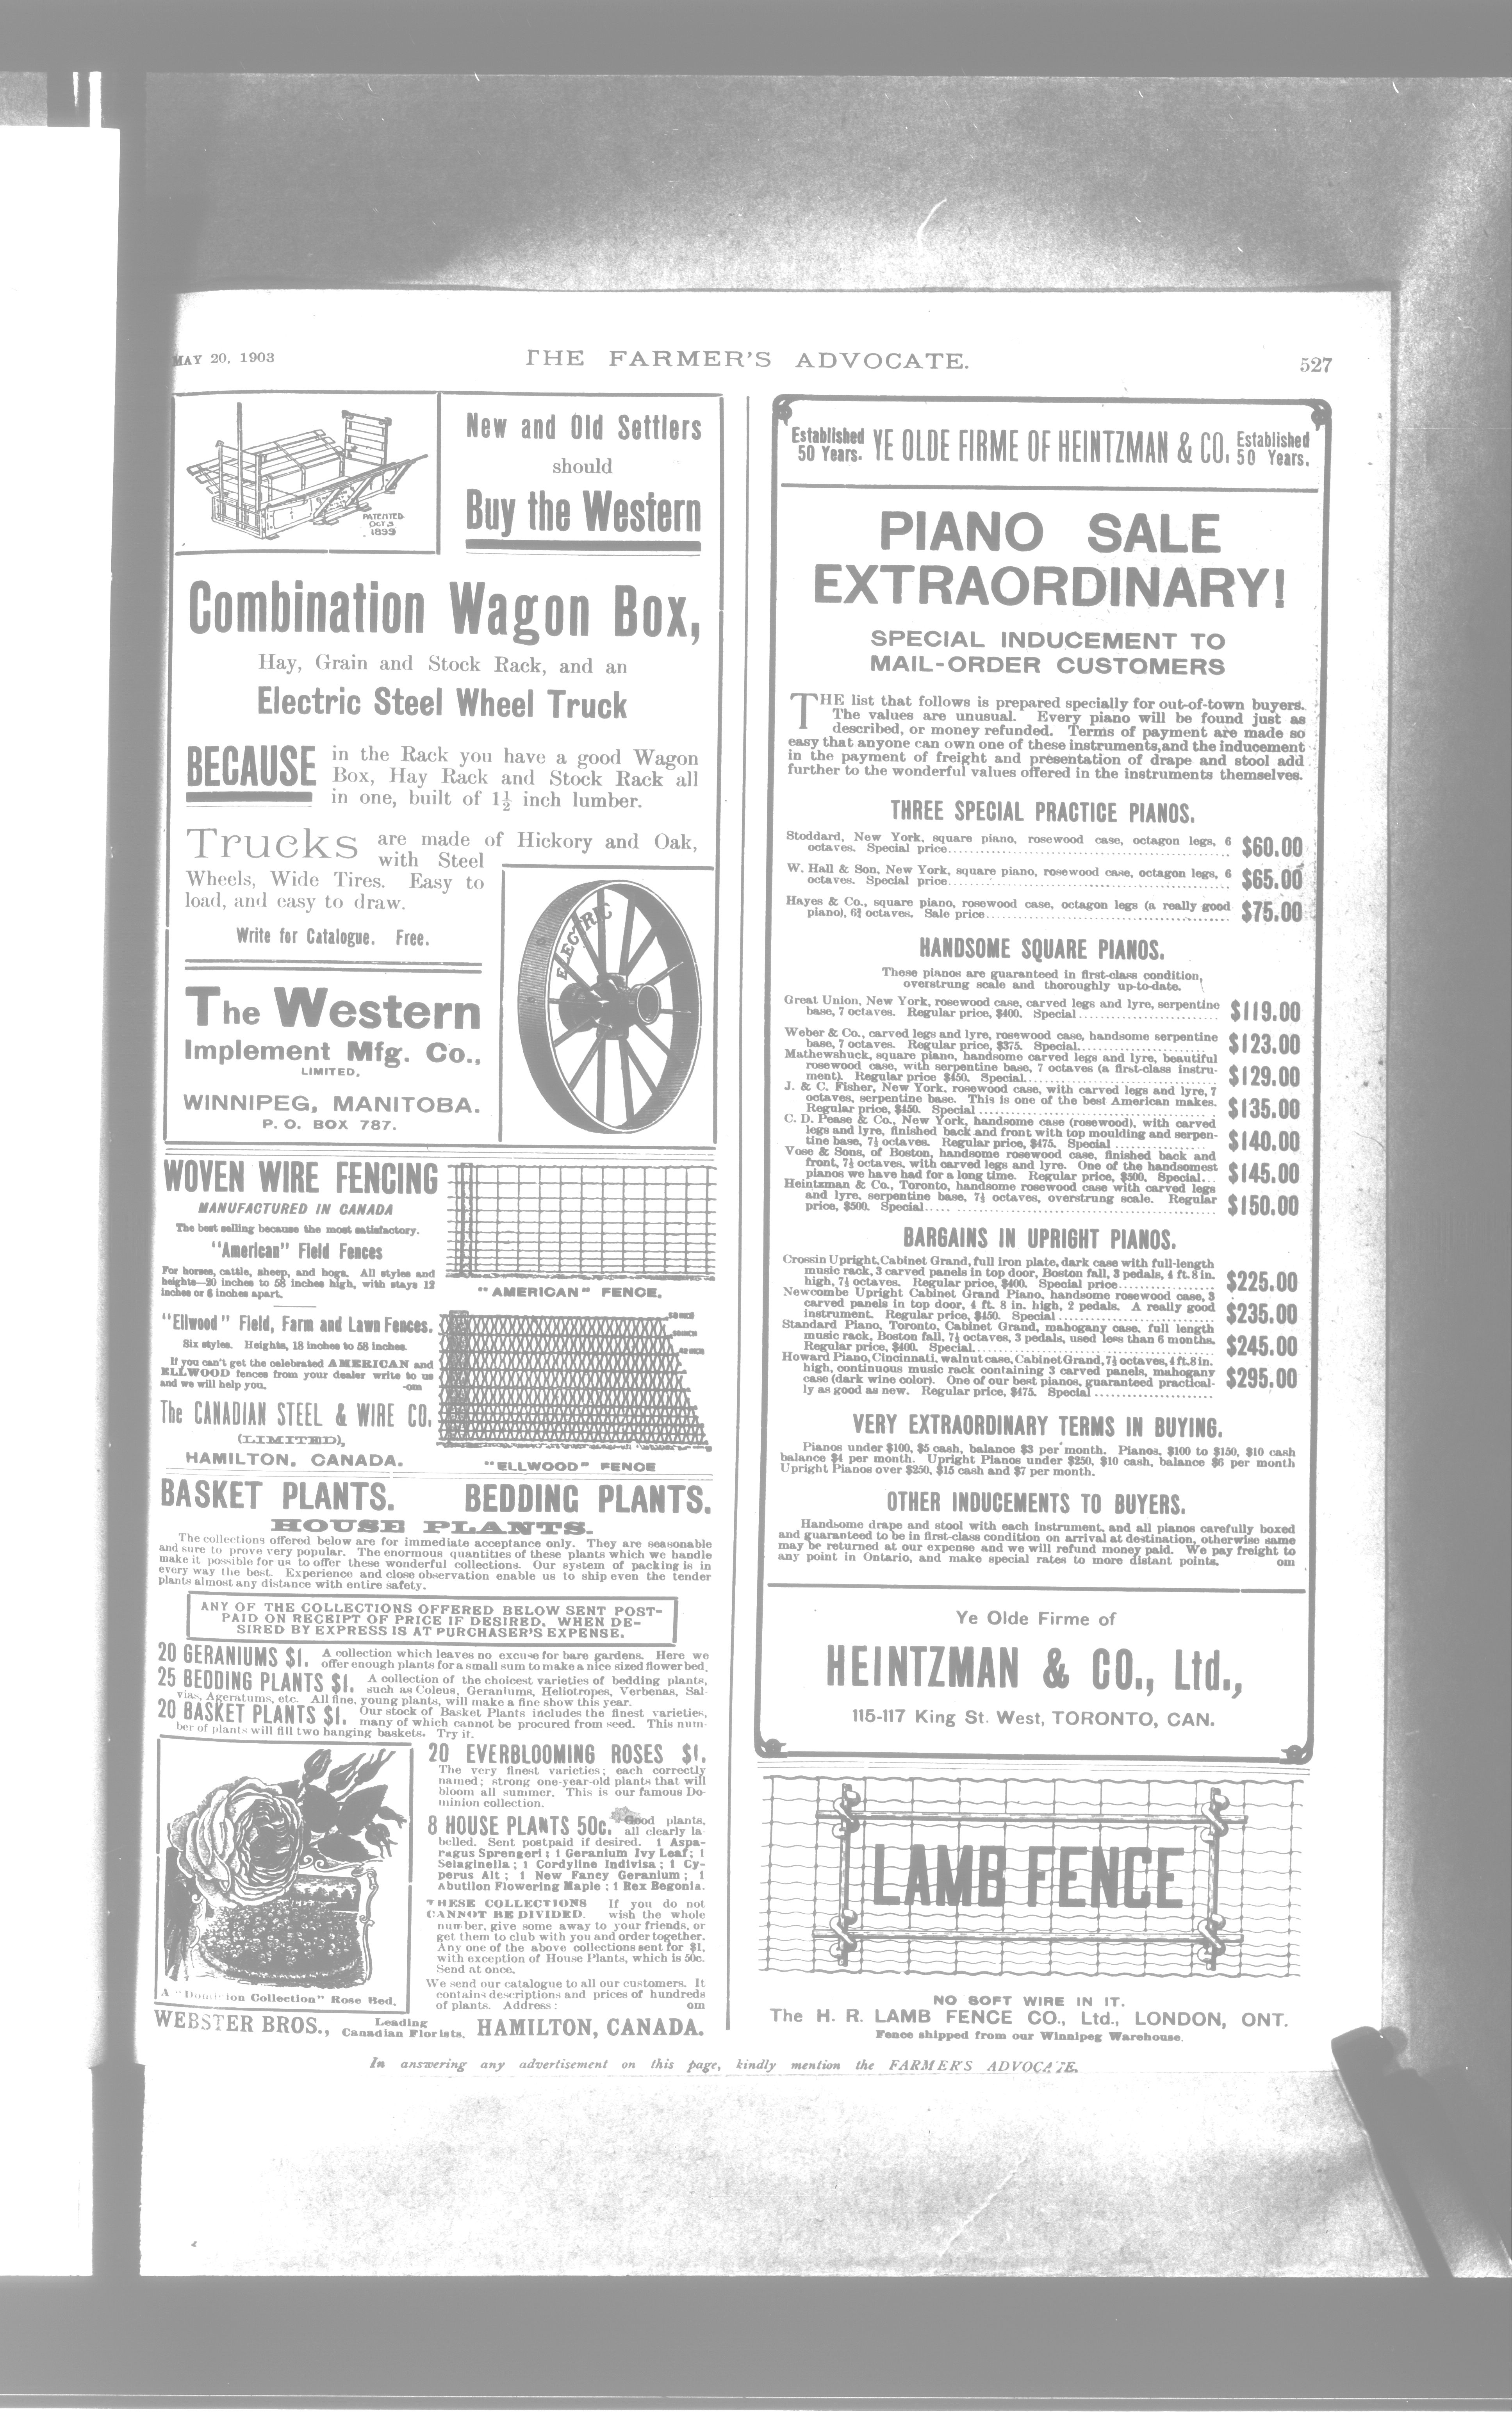 MAY 20, 1903
THE FARMER'S ADVOCATE.
527
PATENTED
OCT 3
1899
New and Old Settlers
should
Buy the Western
Combination Wagon Box,
Hay, Grain and Stock Rack, and an
Electric Steel Wheel Truck
BECAUSE in the Rack you have a good Wagon
Box, Hay Rack and Stock Rack all
in one, built of 1½ inch lumber.
Trucks are made of Hickory and Oak,
with Steel
Wheels, Wide Tires. Easy to
load, and easy to draw.
Write for Catalogue. Free.
ELECTRIC
The Western
Implement Mfg. Co.,
LIMITED,
WINNIPEG, MANITOBA.
P. O. BOX 787.
WOVEN WIRE FENCING
MANUFACTURED IN CANADA
The best selling because the most satisfactory.
"American" Field Fences
For horses, cattle, sheep, and hogs. All styles and
heights—20 inches to 58 inches high, with stays 12
inches or 6 inches apart.
"AMERICAN" FENCE.
"Ellwood" Field, Farm and Lawn Fences.
Six styles. Heights, 18 inches to 58 inches.
If you can't get the celebrated AMERICAN and
ELLWOOD fences from your dealer write to us
and we will help you. -om
The CANADIAN STEEL & WIRE CO.
(LIMITED),
HAMILTON, CANADA.
"ELLWOOD" FENCE
BASKET PLANTS. BEDDING PLANTS.
HOUSE PLANTS.
The collections offered below are for immediate acceptance only. They are seasonable
and sure to prove very popular. The enormous quantities of these plants which we handle
make it possible for us to offer these wonderful collections. Our system of packing is in
every way the best. Experience and close observation enable us to ship even the tender
plants almost any distance with entire safety.
ANY OF THE COLLECTIONS OFFERED BELOW SENT POST-
PAID ON RECEIPT OF PRICE IF DESIRED. WHEN DE-
SIRED BY EXPRESS IS AT PURCHASER'S EXPENSE.
20 GERANIUMS $1. A collection which leaves no excuse for bare gardens. Here we
offer enough plants for a small sum to make a nice sized flower bed.
25 BEDDING PLANTS $1. A collection of the choicest varieties of bedding plants,
such as Coleus, Geraniums, Heliotropes, Verbenas, Sal-
vias, Ageratums, etc. All fine, young plants, will make a fine show this year.
20 BASKET PLANTS $1. Our stock of Basket Plants includes the finest varieties,
many of which cannot be procured from seed. This num-
ber of plants will fill two hanging baskets. Try it.
20 EVERBLOOMING ROSES $1.
The very finest varieties; each correctly
named; strong one-year-old plants that will
bloom all summer. This is our famous Do-
minion collection.
8 HOUSE PLANTS 50c. Good plants,
all clearly la-
belled. Sent postpaid if desired. 1 Aspa-
ragus Sprengeri; 1 Geranium Ivy Leaf; 1
Selaginella; 1 Cordyline Indivisa; 1 Cy-
perus Alt; 1 New Fancy Geranium; 1
Abutilon Flowering Maple; 1 Rex Begonia.
THESE COLLECTIONS If you do not
CANNOT BE DIVIDED. wish the whole
number, give some away to your friends, or
get them to club with you and order together.
Any one of the above collections sent for $1,
with exception of House Plants, which is 50c.
Send at once.
We send our catalogue to all our customers. It
contains descriptions and prices of hundreds
of plants. Address: om
A "Dominion Collection" Rose Bed.
WEBSTER BROS., Leading
Canadian Florists, HAMILTON, CANADA.
Established
50 Years. YE OLDE FIRME OF HEINTZMAN & CO. Established
50 Years.
PIANO SALE
EXTRAORDINARY!
SPECIAL INDUCEMENT TO
MAIL-ORDER CUSTOMERS
THE list that follows is prepared specially for out-of-town buyers.
The values are unusual. Every piano will be found just as
described, or money refunded. Terms of payment are made so
easy that anyone can own one of these instruments, and the inducement
in the payment of freight and presentation of drape and stool add
further to the wonderful values offered in the instruments themselves.
THREE SPECIAL PRACTICE PIANOS.
Stoddard, New York, square piano, rosewood case, octagon legs, 6
octaves. Special price $60.00
W. Hall & Son, New York, square piano, rosewood case, octagon legs, 6
octaves. Special price $65.00
Hayes & Co., square piano, rosewood case, octagon legs (a really good
piano), 6¾ octaves. Sale price $75.00
HANDSOME SQUARE PIANOS.
These pianos are guaranteed in first-class condition,
overstrung scale and thoroughly up-to-date.
Great Union, New York, rosewood case, carved legs and lyre, serpentine
base, 7 octaves. Regular price, $400. Special $119.00
Weber & Co., carved legs and lyre, rosewood case, handsome serpentine
base, 7 octaves. Regular price, $375. Special $123.00
Mathewshuck, square piano, handsome carved legs and lyre, beautiful
rosewood case, with serpentine base, 7 octaves (a first-class instru-
ment). Regular price $450. Special $129.00
J. & C. Fisher, New York, rosewood case, with carved legs and lyre, 7
octaves, serpentine base. This is one of the best American makes.
Regular price, $450. Special $135.00
C. D. Pease & Co., New York, handsome case (rosewood), with carved
legs and lyre, finished back and front with top moulding and serpen-
tine base, 7⅓ octaves. Regular price, $475. Special $140.00
Vose & Sons, of Boston, handsome rosewood case, finished back and
front, 7⅓ octaves, with carved legs and lyre. One of the handsomest
pianos we have had for a long time. Regular price, $500. Special $145.00
Heintzman & Co., Toronto, handsome rosewood case with carved legs
and lyre, serpentine base, 7⅓ octaves, overstrung scale. Regular
price, $500. Special $150.00
BARGAINS IN UPRIGHT PIANOS.
Crossin Upright, Cabinet Grand, full iron plate, dark case with full-length
music rack, 3 carved panels in top door, Boston fall, 3 pedals, 4 ft. 8 in.
high, 7⅓ octaves. Regular price, $400. Special price $225.00
Newcombe Upright Cabinet Grand Piano, handsome rosewood case, 3
carved panels in top door, 4 ft. 8 in. high, 2 pedals. A really good
instrument. Regular price, $450. Special $235.00
Standard Piano, Toronto, Cabinet Grand, mahogany case, full length
music rack, Boston fall, 7⅓ octaves, 3 pedals, used less than 6 months.
Regular price, $400. Special $245.00
Howard Piano, Cincinnati, walnut case, Cabinet Grand, 7⅓ octaves, 4 ft. 8 in.
high, continuous music rack containing 3 carved panels, mahogany
case (dark wine color). One of our best pianos, guaranteed practical-
ly as good as new. Regular price, $475. Special $295.00
VERY EXTRAORDINARY TERMS IN BUYING.
Pianos under $100, $5 cash, balance $3 per month. Pianos, $100 to $150, $10 cash
balance $4 per month. Upright Pianos under $250, $10 cash, balance $6 per month
Upright Pianos over $250, $15 cash and $7 per month.
OTHER INDUCEMENTS TO BUYERS.
Handsome drape and stool with each instrument, and all pianos carefully boxed
and guaranteed to be in first-class condition on arrival at destination, otherwise same
may be returned at our expense and we will refund money paid. We pay freight to
any point in Ontario, and make special rates to more distant points. om
Ye Olde Firme of
HEINTZMAN & CO., Ltd.,
115-117 King St. West, TORONTO, CAN.
LAMB FENCE
NO SOFT WIRE IN IT.
The H. R. LAMB FENCE CO., Ltd., LONDON, ONT.
Fence shipped from our Winnipeg Warehouse.
In answering any advertisement on this page, kindly mention the FARMER'S ADVOCATE.